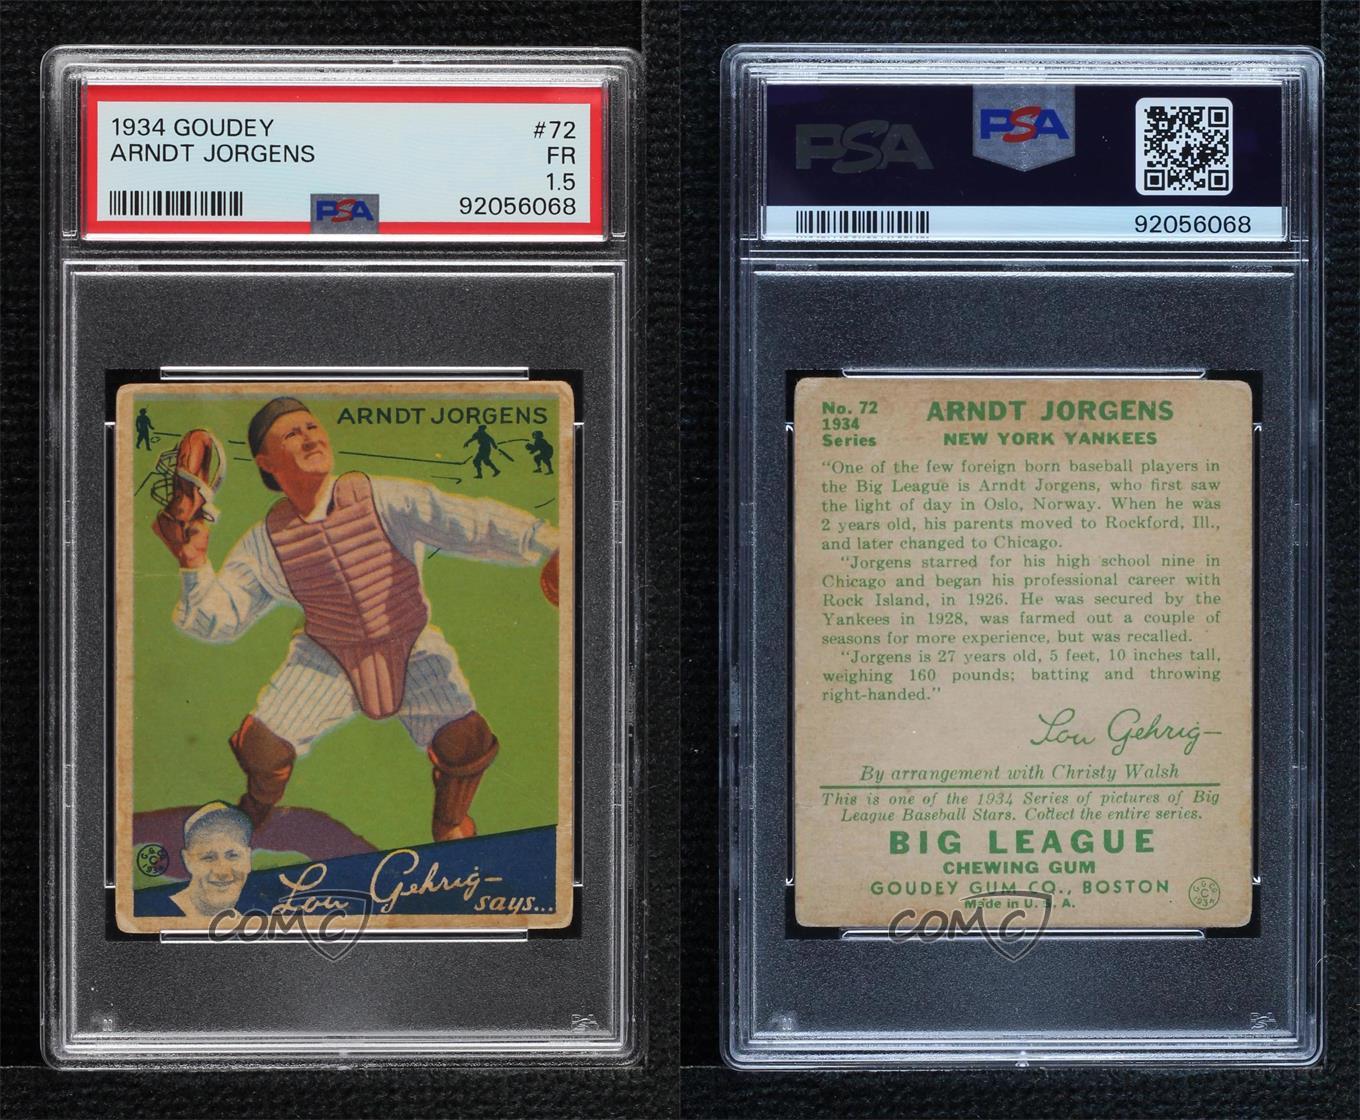 1934 GOUDEY #72
ARNDT JORGENS FR
1.5
PSA 92056068
ARNDT JORGENS
G.G.Co.
C
1934
Lou Gehrig—
says...
COMC
PSA
PSA PSA
92056068
No. 72
1934
Series
ARNDT JORGENS
NEW YORK YANKEES
"One of the few foreign born baseball players in
the Big League is Arndt Jorgens, who first saw
the light of day in Oslo, Norway. When he was
2 years old, his parents moved to Rockford, Ill.,
and later changed to Chicago.
"Jorgens starred for his high school nine in
Chicago and began his professional career with
Rock Island, in 1926. He was secured by the
Yankees in 1928, was farmed out a couple of
seasons for more experience, but was recalled.
"Jorgens is 27 years old, 5 feet, 10 inches tall,
weighing 160 pounds; batting and throwing
right-handed."
Lou Gehrig—
By arrangement with Christy Walsh
This is one of the 1934 Series of pictures of Big
League Baseball Stars. Collect the entire series.
BIG LEAGUE
CHEWING GUM
GOUDEY GUM CO., BOSTON
Made in U. S. A.
G.G.Co.
C
1934
COMC
PSA